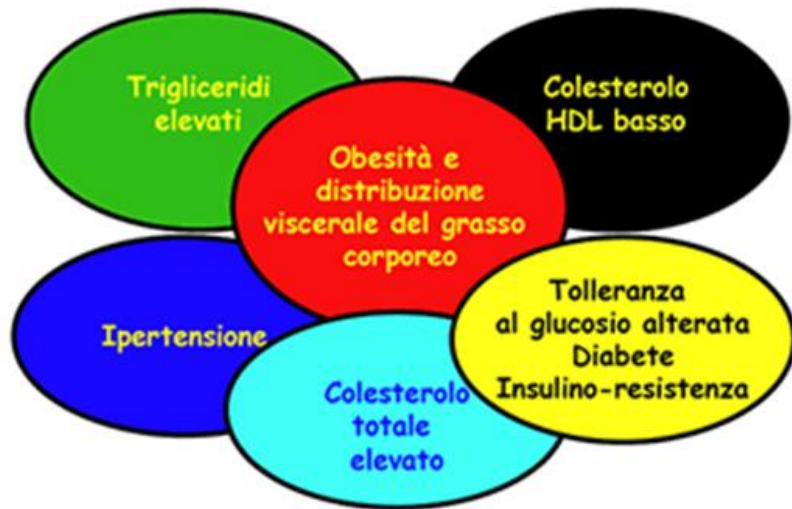 Trigliceridi
elevati
Colesterolo
HDL basso
Obesità e
distribuzione
viscerale del grasso
corporeo
Ipertensione
Tolleranza
al glucosio alterata
Diabete
Insulino-resistenza
Colesterolo
totale
elevato